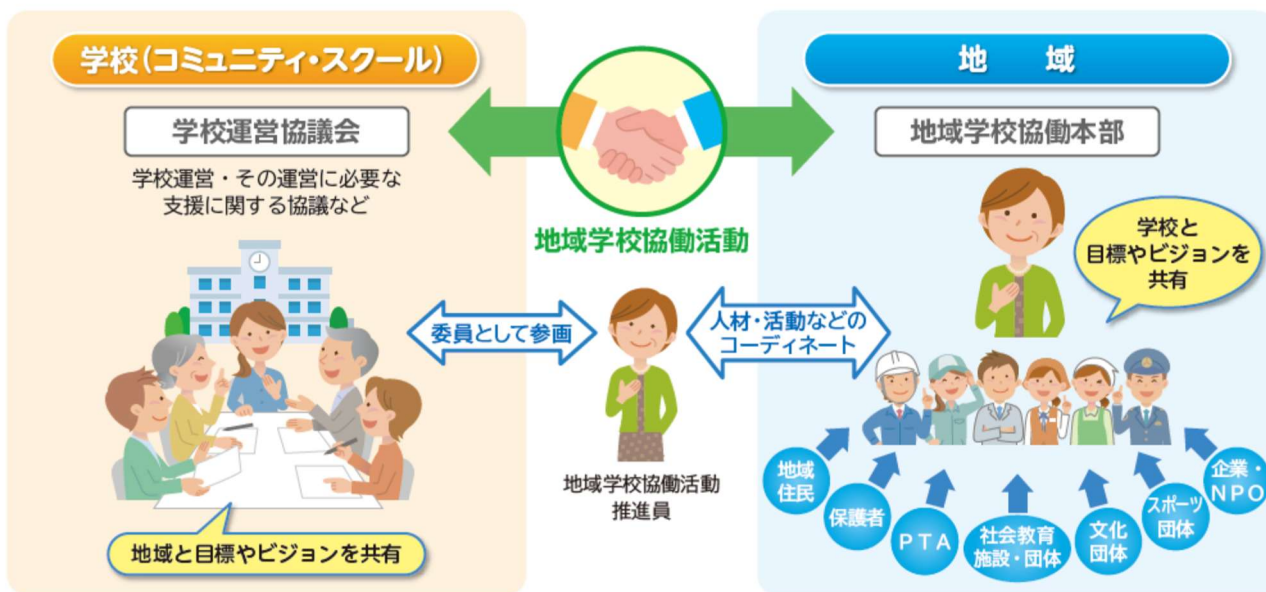 学校(コミュニティ・スクール)
学校運営協議会
学校運営・その運営に必要な
支援に関する協議など
地域と目標やビジョンを共有
地域学校協働活動
委員として参画
人材・活動などの
コーディネート
地域学校協働活動
推進員
地　域
地域学校協働本部
学校と
目標やビジョンを
共有
地域
住民
保護者
PTA
社会教育
施設・団体
文化
団体
スポーツ
団体
企業・
NPO